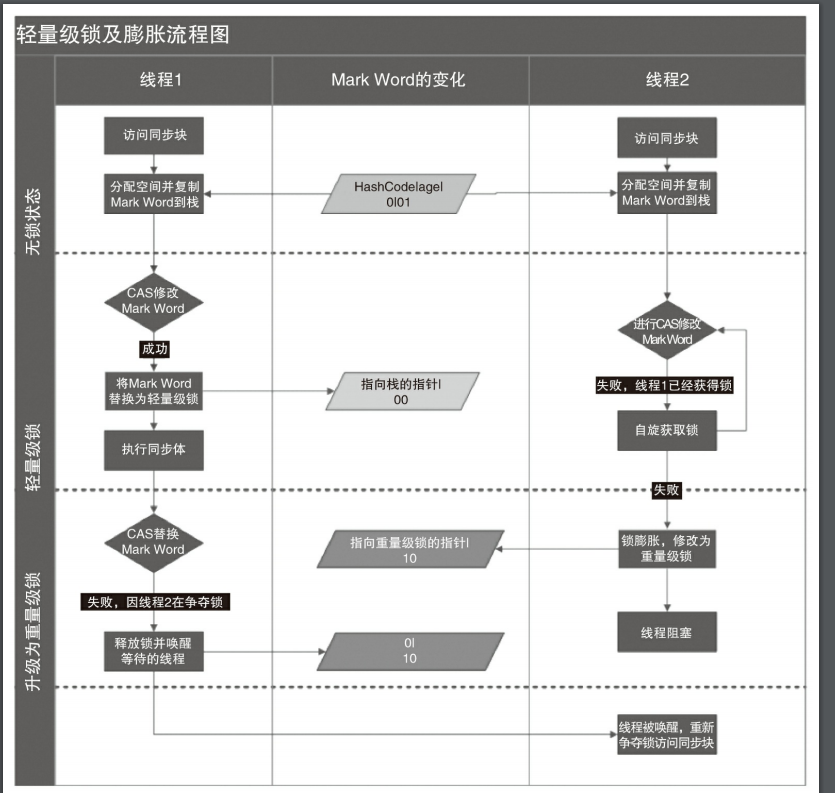 轻量级锁及膨胀流程图
线程1
Mark Word的变化
线程2
无锁状态
访问同步块
访问同步块
分配空间并复制
Mark Word到栈
HashCode|age|
0|01
分配空间并复制
Mark Word到栈
轻量级锁
CAS修改
Mark Word
成功
将Mark Word
替换为轻量级锁
指向栈的指针|
00
执行同步体
进行CAS修改
Mark Word
失败，线程1已经获得锁
自旋获取锁
失败
升级为重量级锁
CAS替换
Mark Word
指向重量级锁的指针|
10
锁膨胀，修改为
重量级锁
失败，因线程2在争夺锁
释放锁并唤醒
等待的线程
0|
10
线程阻塞
线程被唤醒，重新
争夺锁访问同步块